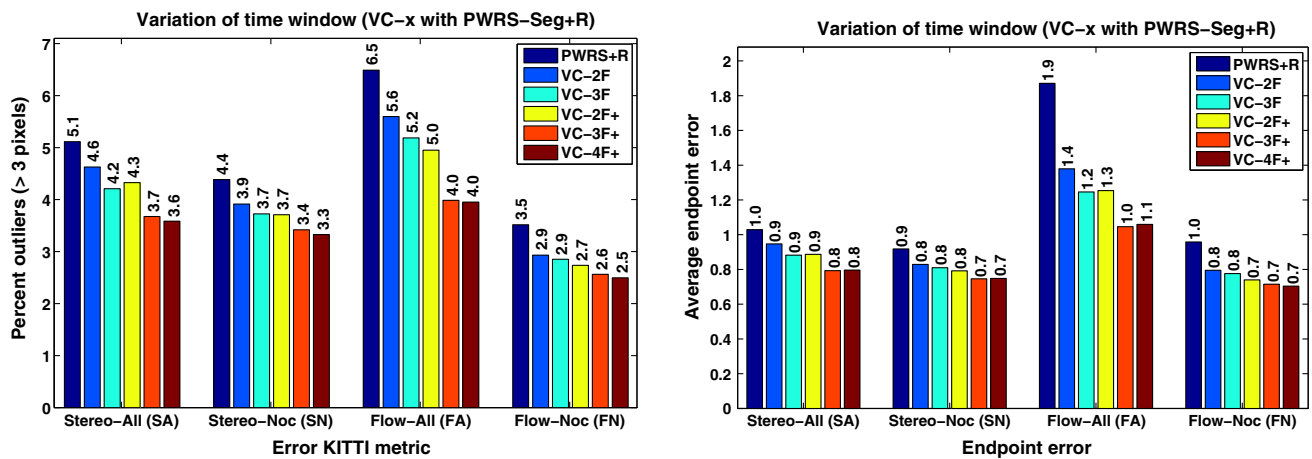 Variation of time window (VC−x with PWRS−Seg+R)
Percent outliers (> 3 pixels)
7
6
5
4
3
2
1
0
PWRS+R
VC−2F
VC−3F
VC−2F+
VC−3F+
VC−4F+
5.1
4.6
4.2
4.3
3.7
3.6
4.4
3.9
3.7
3.7
3.4
3.3
6.5
5.6
5.2
5.0
4.0
4.0
3.5
2.9
2.9
2.7
2.6
2.5
Stereo−All (SA)
Stereo−Noc (SN)
Flow−All (FA)
Flow−Noc (FN)
Error KITTI metric
Variation of time window (VC−x with PWRS−Seg+R)
Average endpoint error
2
1.8
1.6
1.4
1.2
1
0.8
0.6
0.4
0.2
0
PWRS+R
VC−2F
VC−3F
VC−2F+
VC−3F+
VC−4F+
1.0
0.9
0.9
0.9
0.8
0.8
0.9
0.8
0.8
0.8
0.7
0.7
1.9
1.4
1.2
1.3
1.0
1.1
1.0
0.8
0.8
0.7
0.7
0.7
Stereo−All (SA)
Stereo−Noc (SN)
Flow−All (FA)
Flow−Noc (FN)
Endpoint error